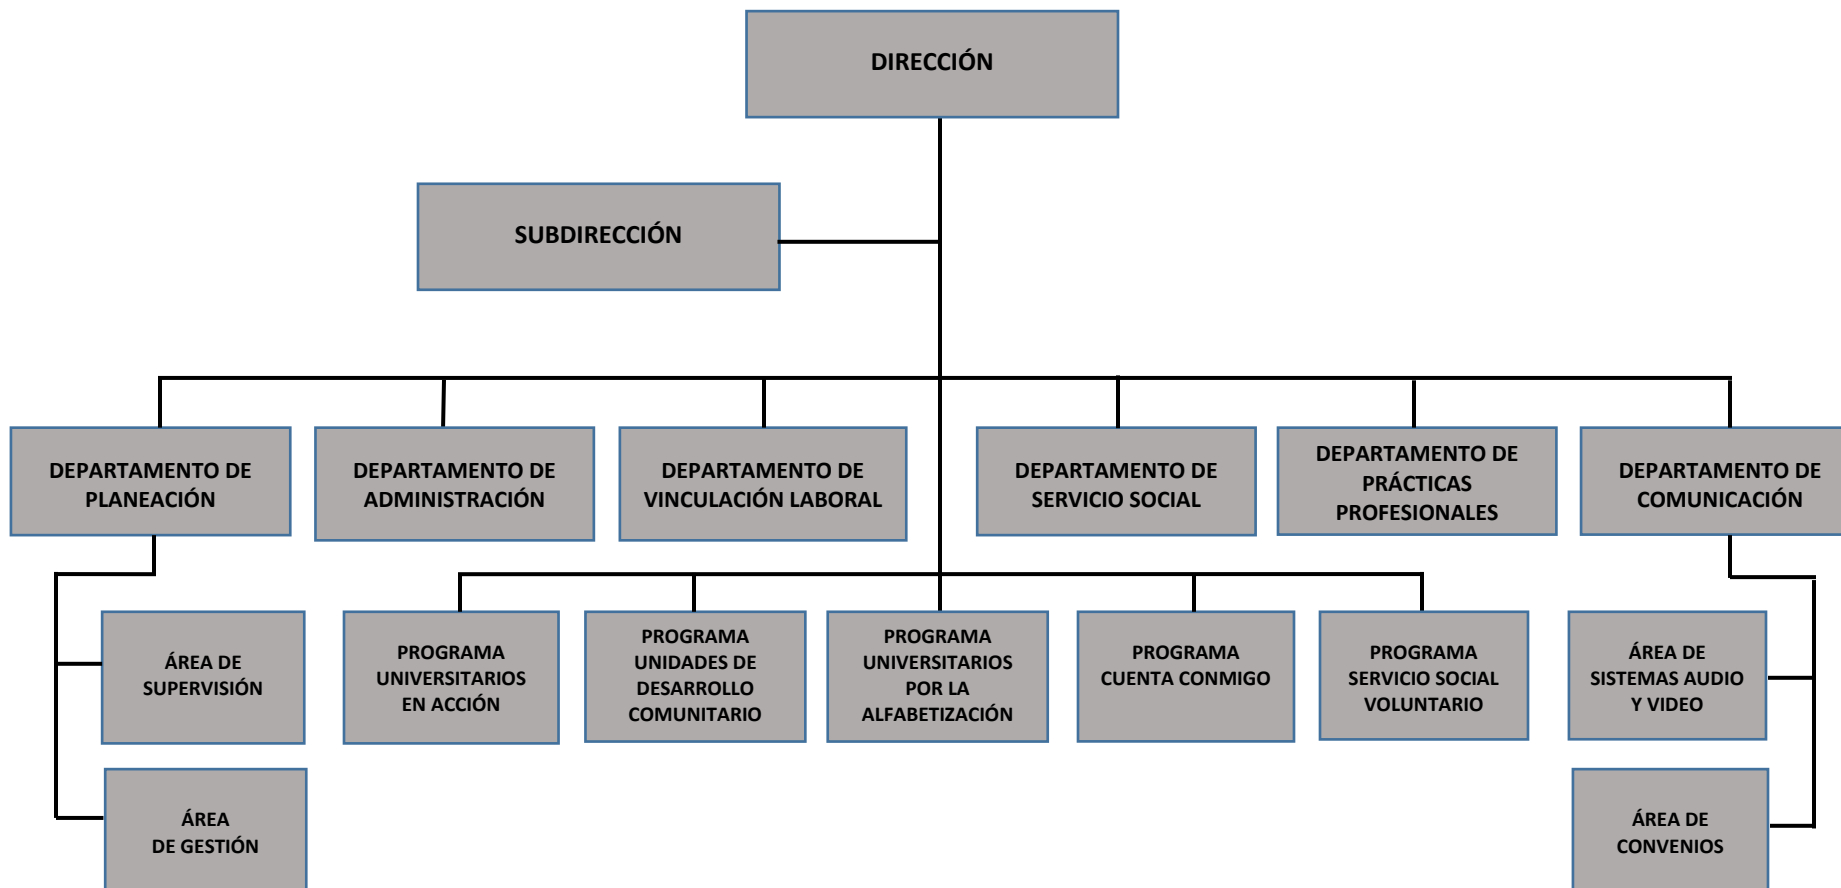 DIRECCIÓN
SUBDIRECCIÓN
DEPARTAMENTO DE
PLANEACIÓN
DEPARTAMENTO DE
ADMINISTRACIÓN
DEPARTAMENTO DE
VINCULACIÓN LABORAL
DEPARTAMENTO DE
SERVICIO SOCIAL
DEPARTAMENTO DE
PRÁCTICAS
PROFESIONALES
DEPARTAMENTO DE
COMUNICACIÓN
ÁREA DE
SUPERVISIÓN
PROGRAMA
UNIVERSITARIOS
EN ACCIÓN
PROGRAMA
UNIDADES DE
DESARROLLO
COMUNITARIO
PROGRAMA
UNIVERSITARIOS
POR LA
ALFABETIZACIÓN
PROGRAMA
CUENTA CONMIGO
PROGRAMA
SERVICIO SOCIAL
VOLUNTARIO
ÁREA DE
SISTEMAS AUDIO
Y VIDEO
ÁREA
DE GESTIÓN
ÁREA DE
CONVENIOS